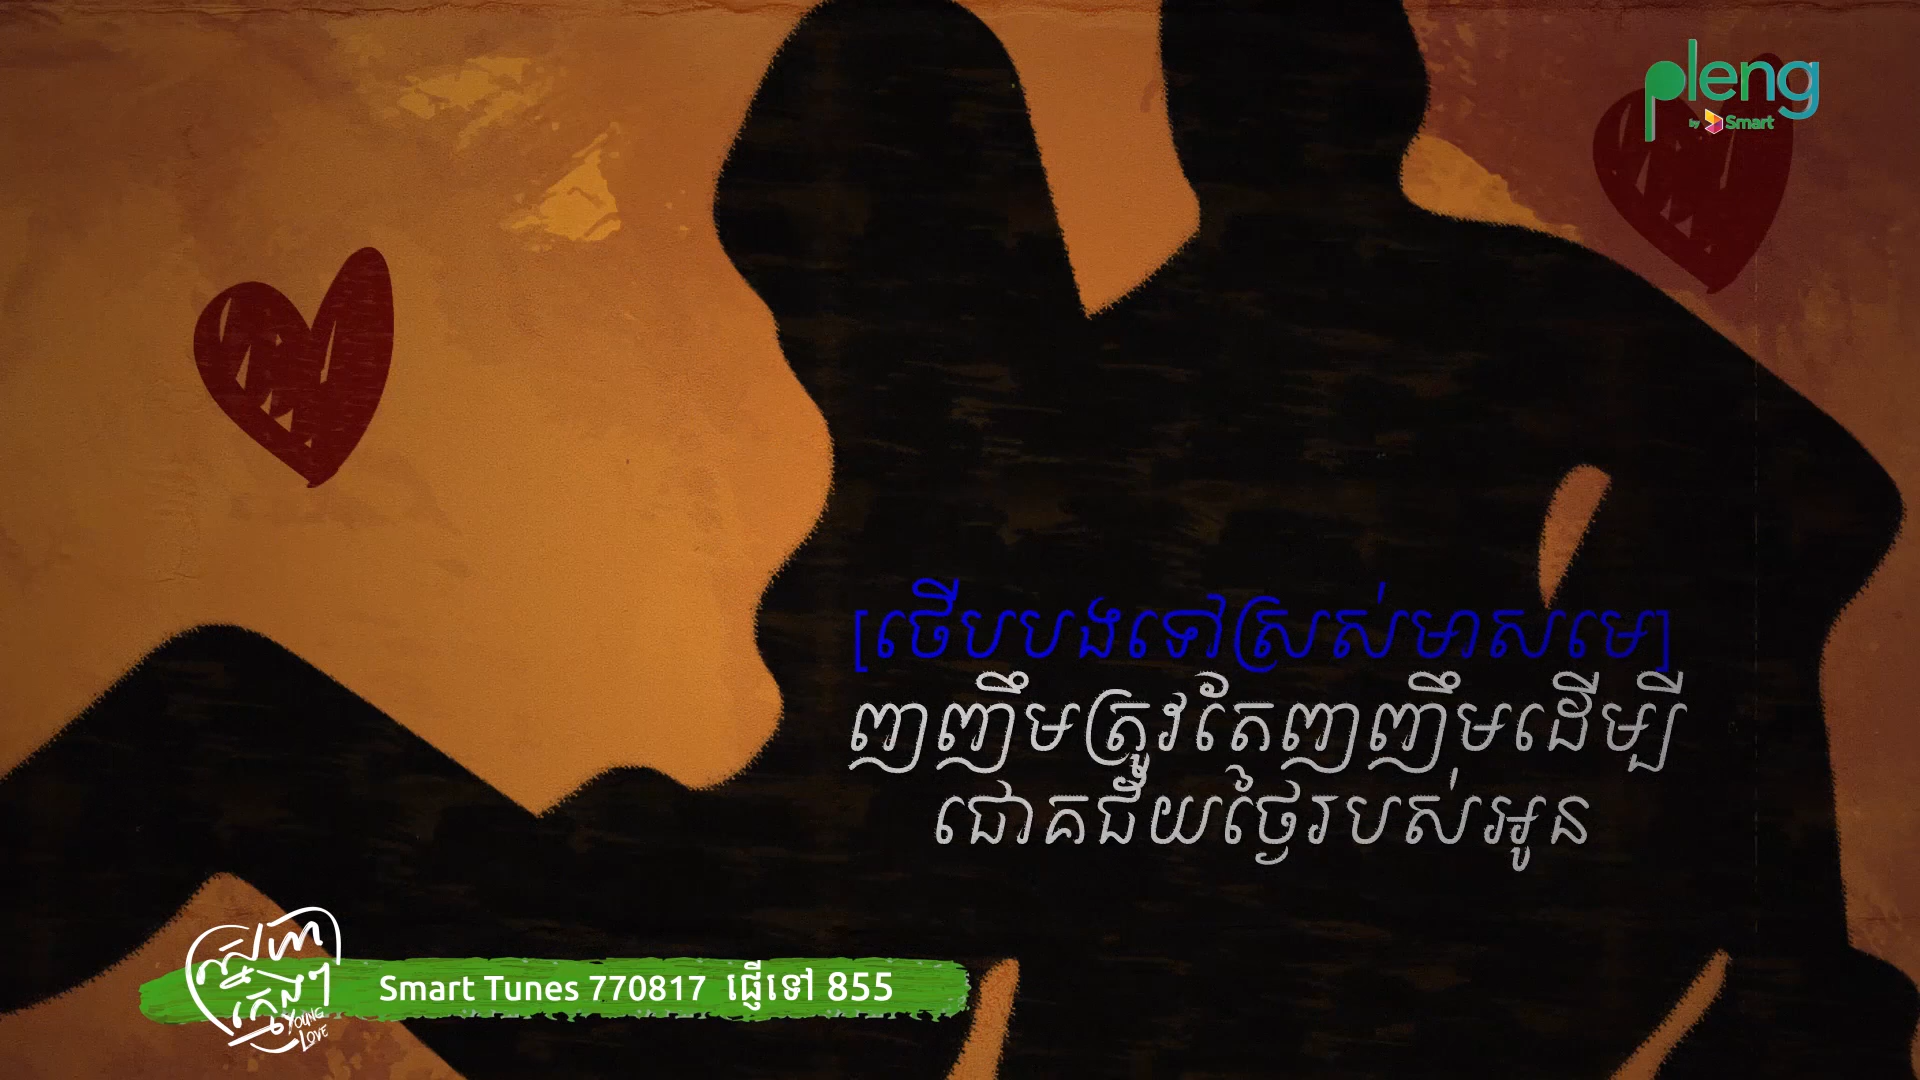 pleng
by Smart
[ថើបបងទៅស្រស់មាសមេ]
ញញឹមត្រូវតែញញឹមដើម្បី
ជោគជ័យថ្ងៃរបស់អូន
Smart Tunes 770817 ផ្ញើទៅ 855
YOUNG
LOVE